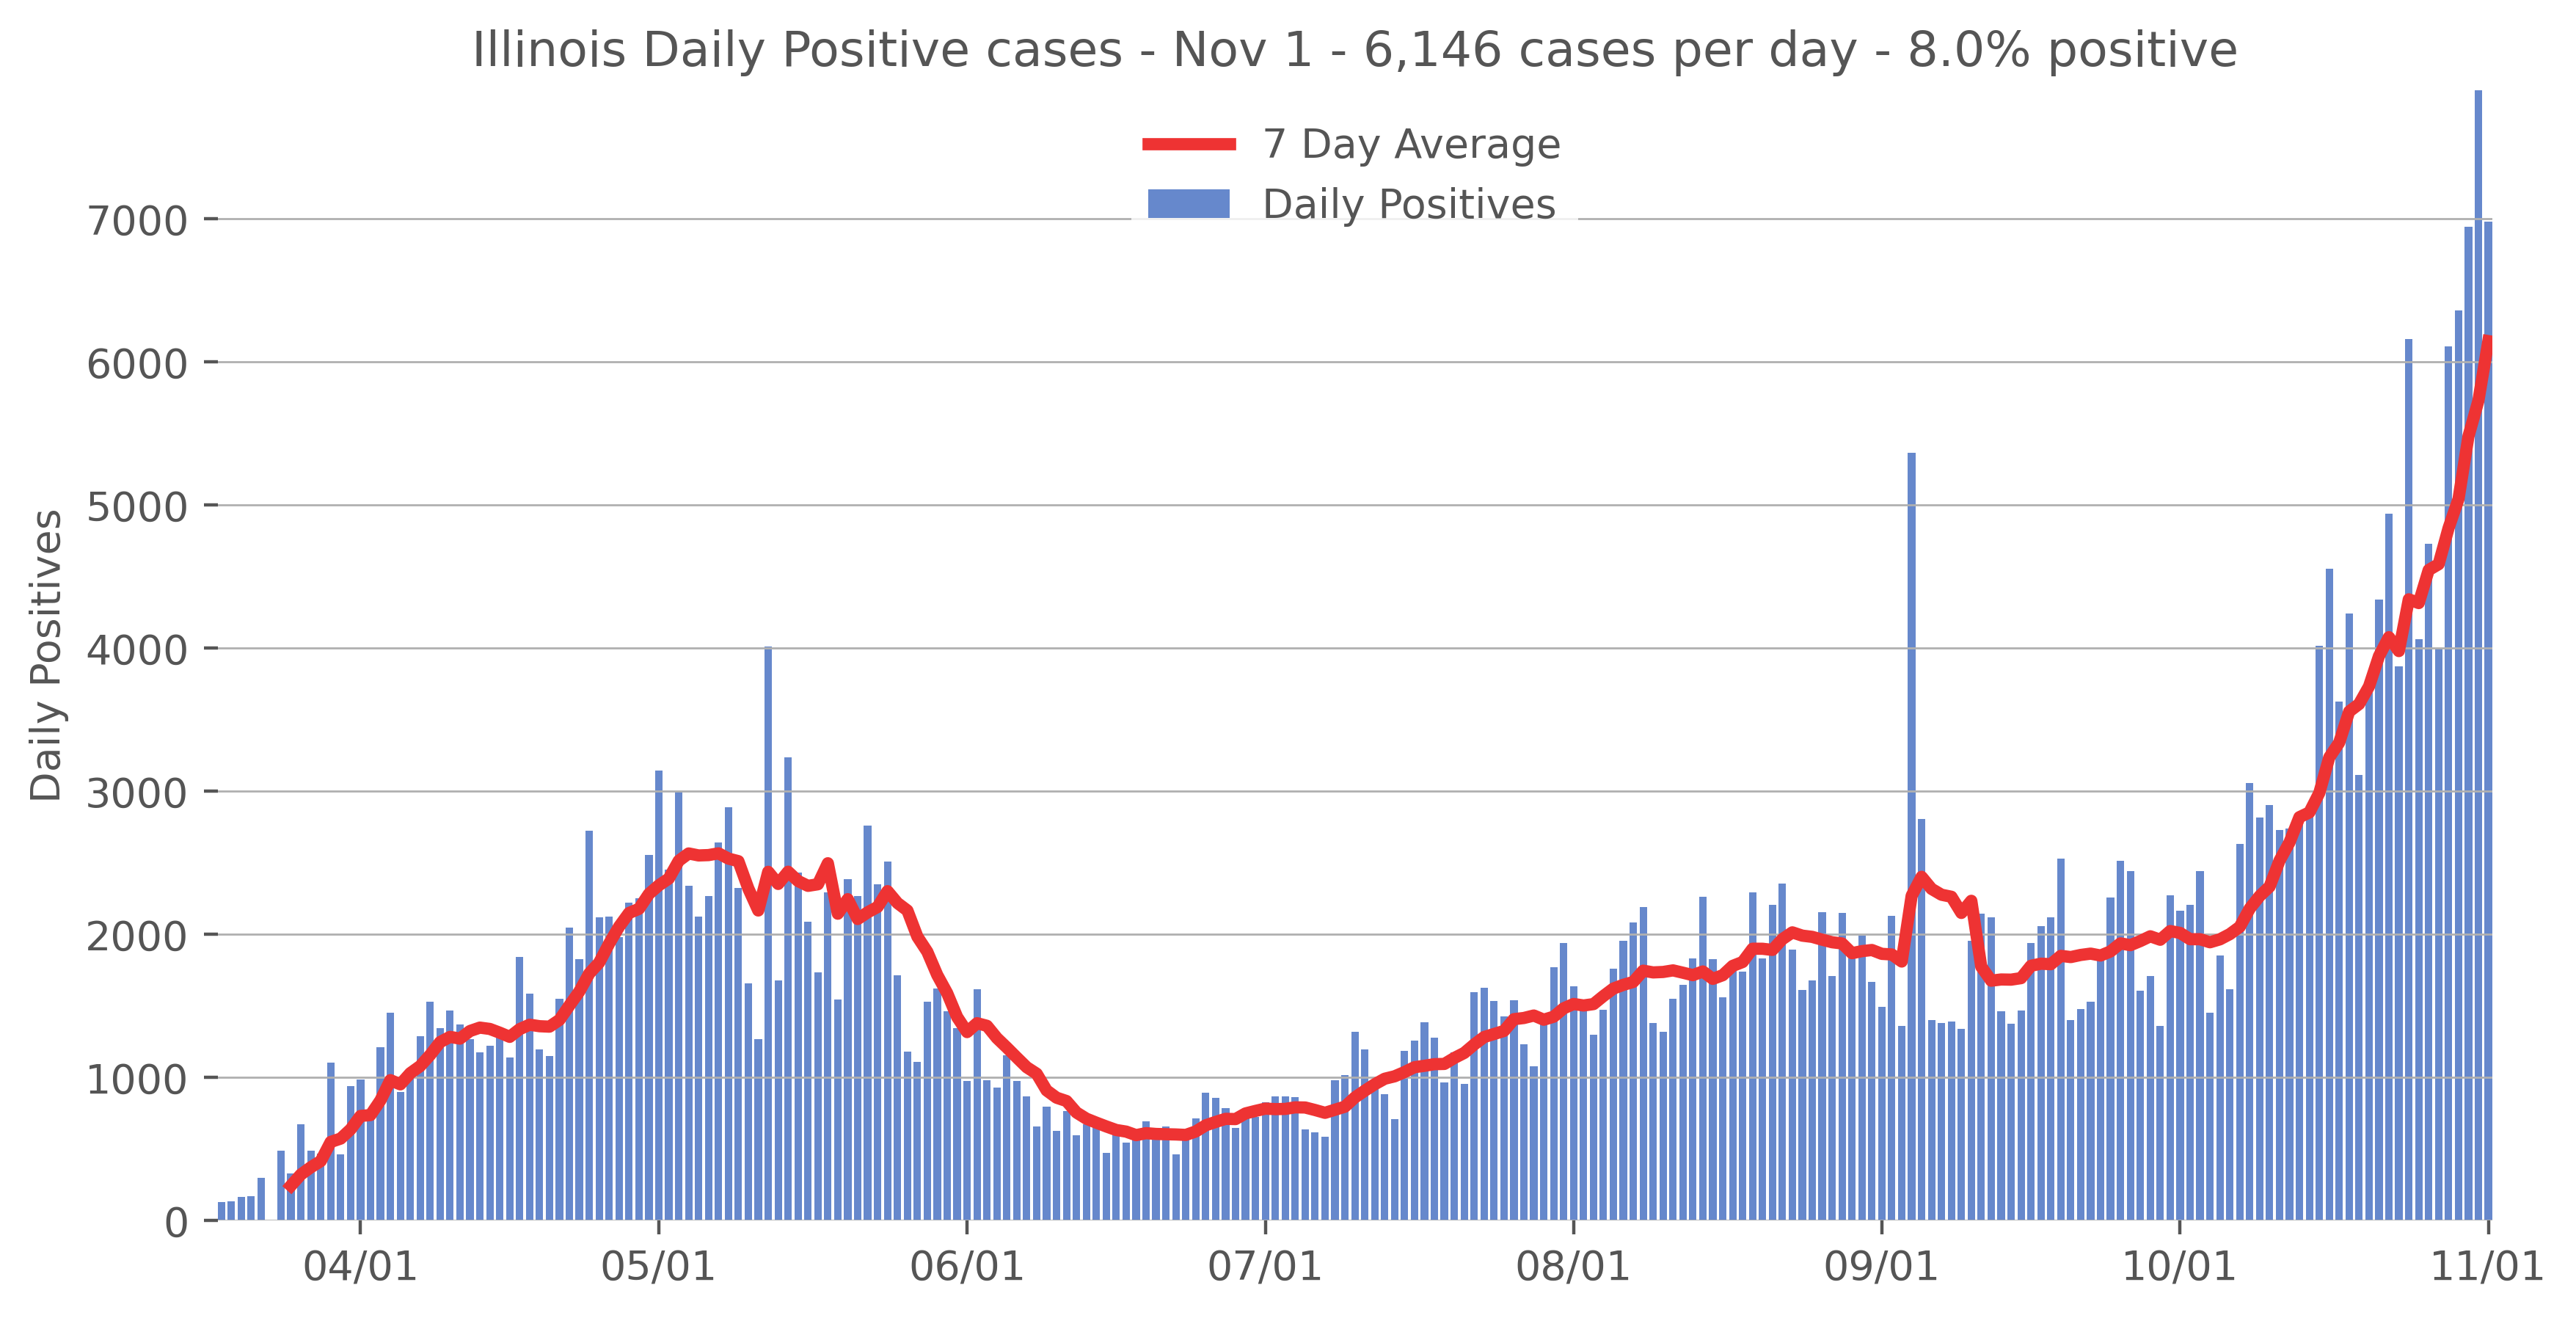 Illinois Daily Positive cases - Nov 1 - 6,146 cases per day - 8.0% positive
7 Day Average
Daily Positives
Daily Positives
7000
6000
5000
4000
3000
2000
1000
0
04/01 05/01 06/01 07/01 08/01 09/01 10/01 11/01